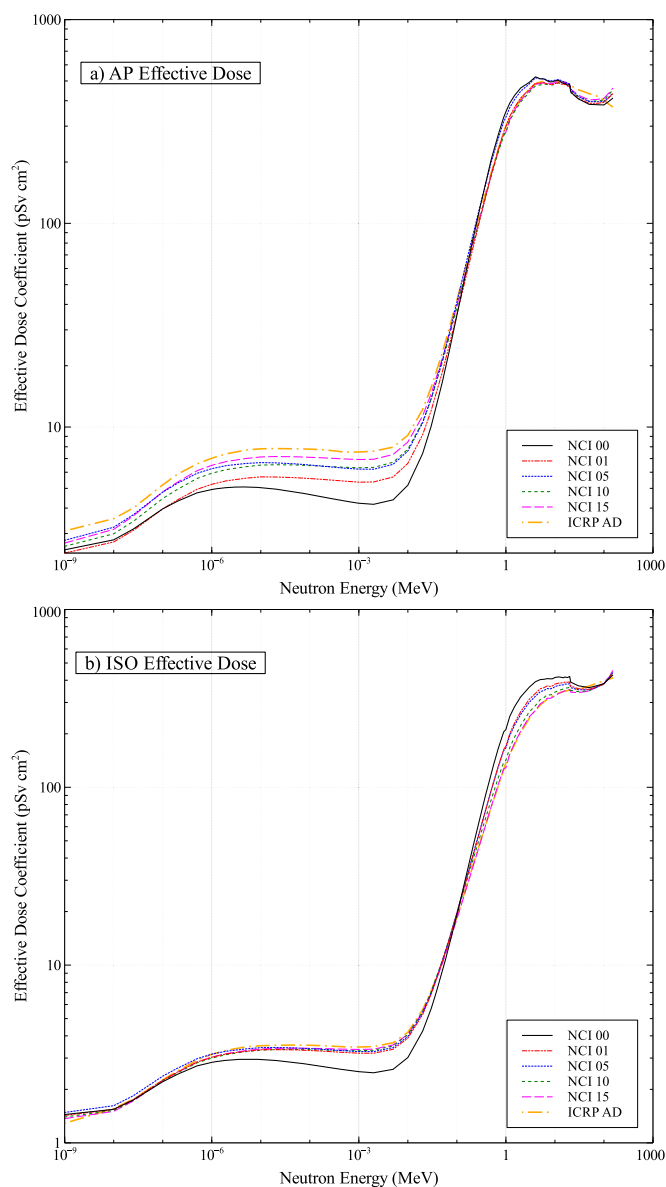 1000
a) AP Effective Dose
100
10
Effective Dose Coefficient (pSv cm²)
NCI 00
NCI 01
NCI 05
NCI 10
NCI 15
ICRP AD
10⁻⁹
10⁻⁶
10⁻³
1
1000
Neutron Energy (MeV)
1000
b) ISO Effective Dose
100
10
1
Effective Dose Coefficient (pSv cm²)
NCI 00
NCI 01
NCI 05
NCI 10
NCI 15
ICRP AD
10⁻⁹
10⁻⁶
10⁻³
1
1000
Neutron Energy (MeV)